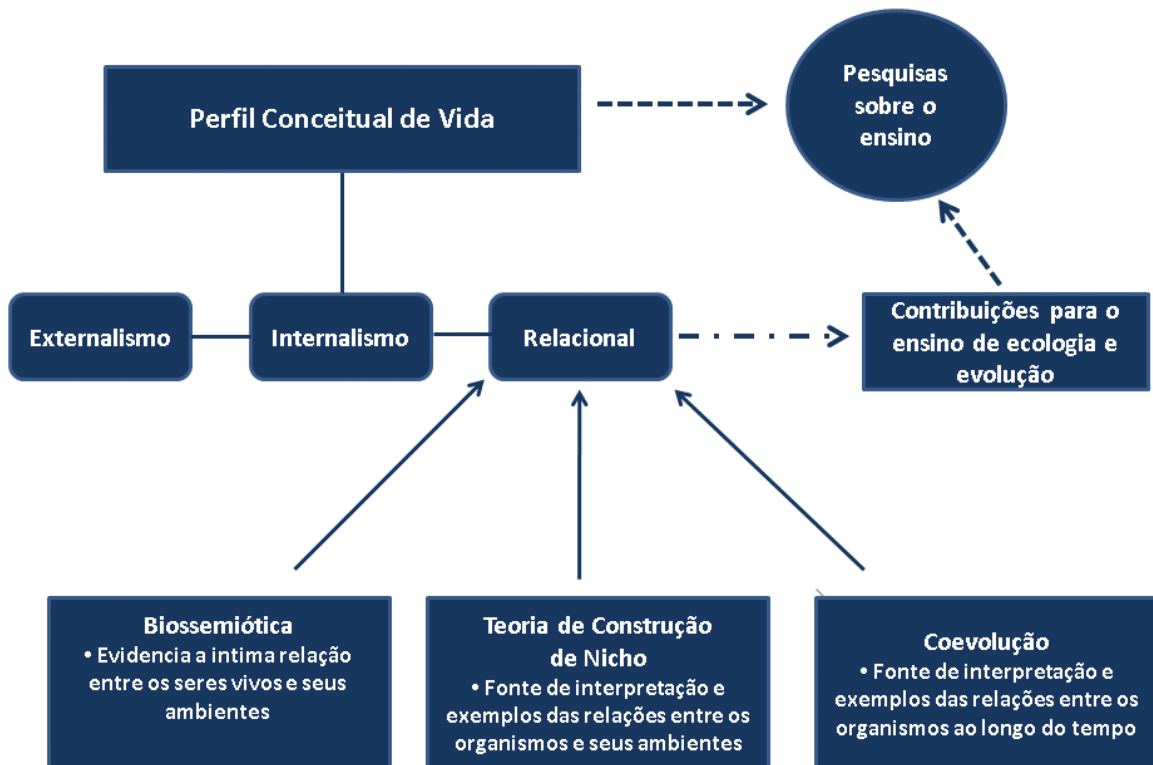 Perfil Conceitual de Vida
Pesquisas
sobre o
ensino
Externalismo
Internalismo
Relacional
Contribuições para o
ensino de ecologia e
evolução
Biossemiótica
• Evidencia a intima relação
entre os seres vivos e seus
ambientes
Teoria de Construção
de Nicho
• Fonte de interpretação e
exemplos das relações entre os
organismos e seus ambientes
Coevolução
• Fonte de interpretação e
exemplos das relações entre os
organismos ao longo do tempo